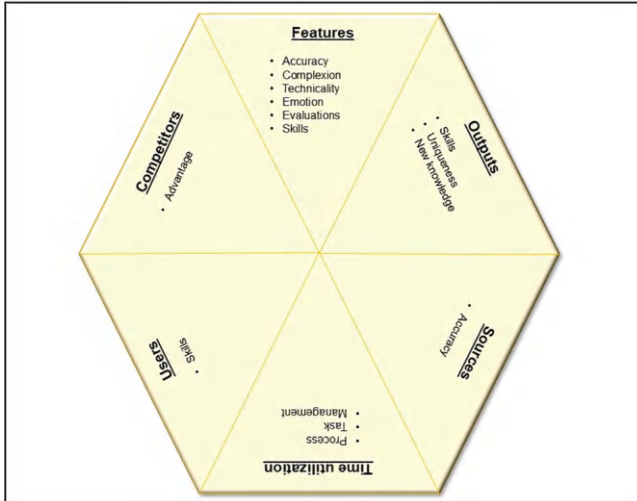 Features
• Accuracy
• Complexion
• Technicality
• Emotion
• Evaluations
• Skills
Outputs
• Skills
• Uniqueness
• New knowledge
Sources
• Accuracy
Time utilization
• Process
• Task
• Management
Users
• Skills
Competitors
• Advantage